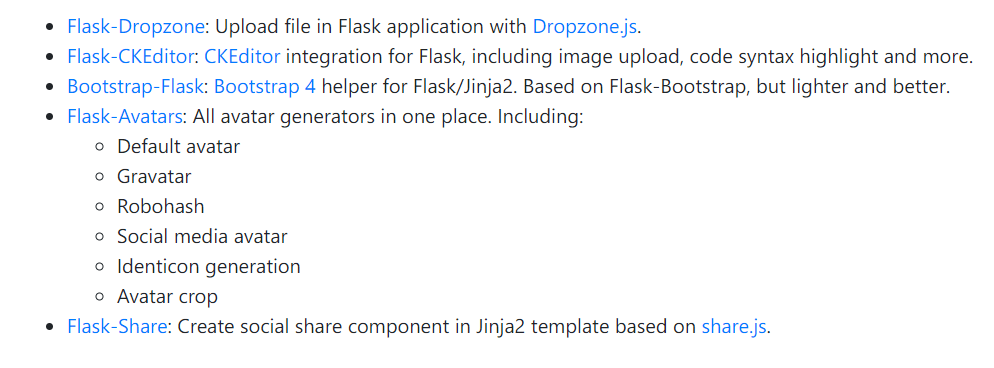 Flask-Dropzone: Upload file in Flask application with Dropzone.js.
Flask-CKEditor: CKEditor integration for Flask, including image upload, code syntax highlight and more.
Bootstrap-Flask: Bootstrap 4 helper for Flask/Jinja2. Based on Flask-Bootstrap, but lighter and better.
Flask-Avatars: All avatar generators in one place. Including:
Default avatar
Gravatar
Robohash
Social media avatar
Identicon generation
Avatar crop
Flask-Share: Create social share component in Jinja2 template based on share.js.